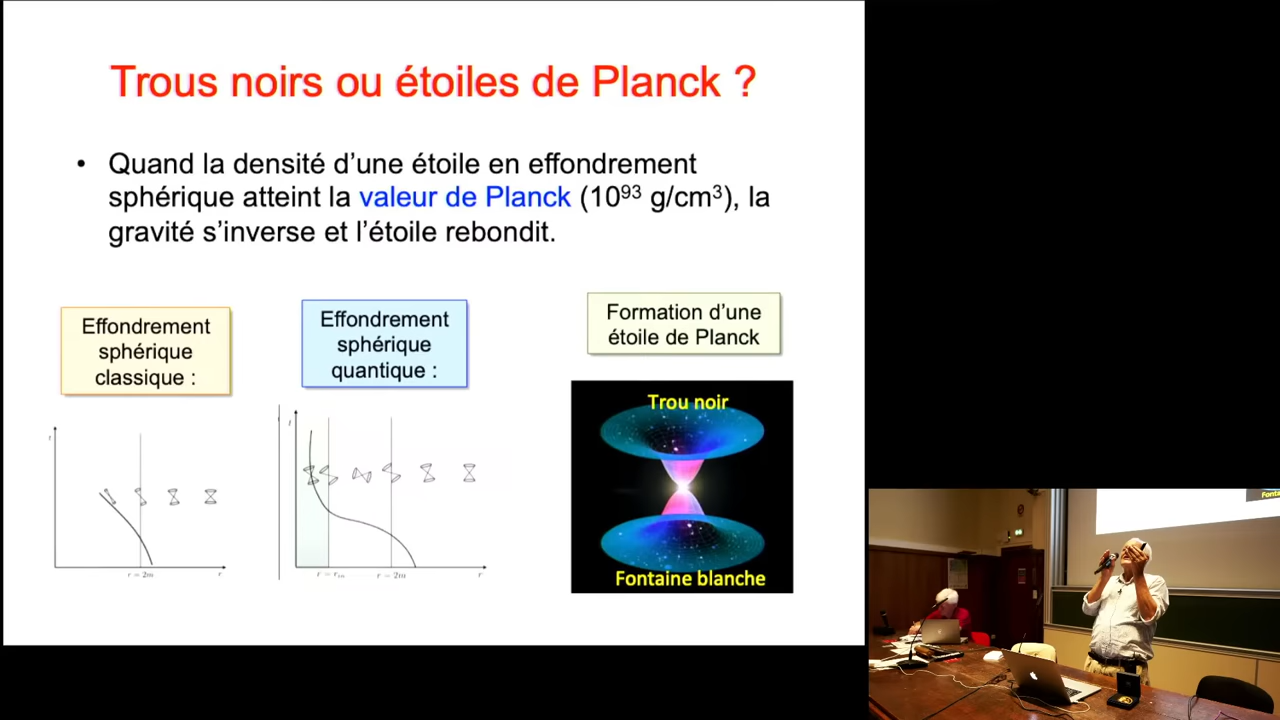 Trous noirs ou étoiles de Planck ?
• Quand la densité d’une étoile en effondrement
sphérique atteint la valeur de Planck (10⁹³ g/cm³), la
gravité s’inverse et l’étoile rebondit.
Effondrement
sphérique
classique :
Effondrement
sphérique
quantique :
Formation d’une
étoile de Planck
t
r = 2m
r
t
r = rᵢₙ
r = 2m
r
Trou noir
Fontaine blanche
Fonta